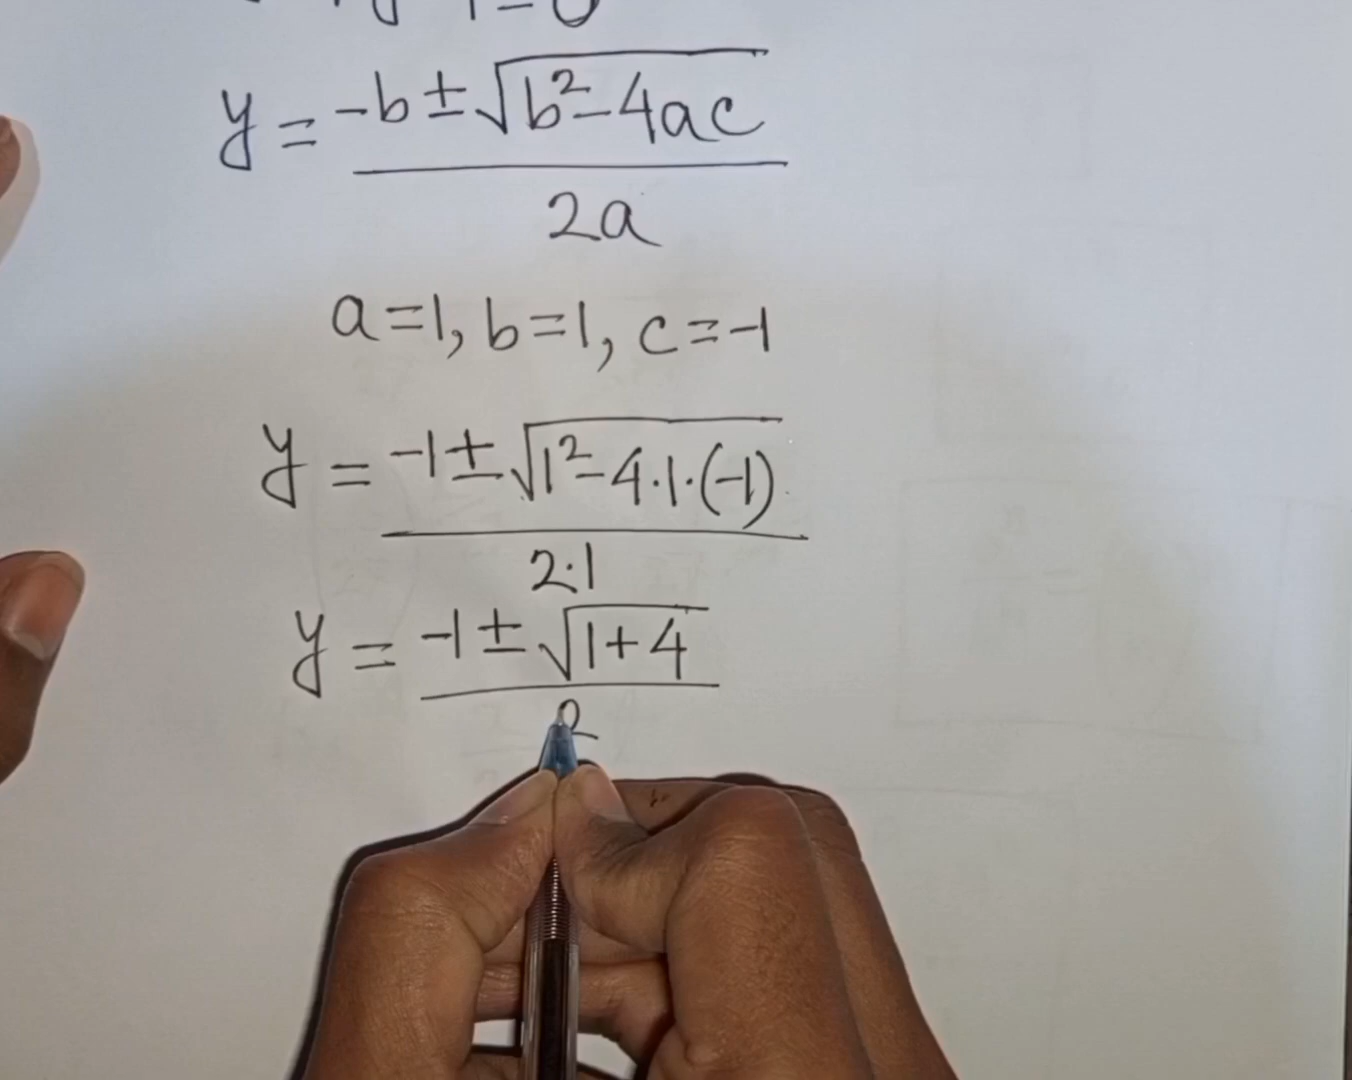 y = -b ± √(b² - 4ac) / 2a
a = 1, b = 1, c = -1
y = -1 ± √(1² - 4·1·(-1)) / 2·1
y = -1 ± √(1 + 4) / 2